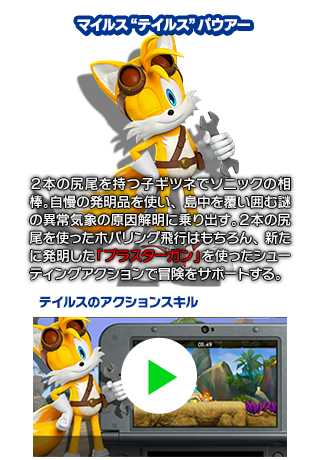 マイルス“テイルス”パウアー
2本の尻尾を持つ子ギツネでソニックの相
棒。自慢の発明品を使い、島中を覆い囲む謎
の異常気象の原因解明に乗り出す。2本の尻
尾を使ったホバリング飛行はもちろん、新た
に発明した「ブラスターガン」を使ったシュー
ティングアクションで冒険をサポートする。
テイルスのアクションスキル
03:49